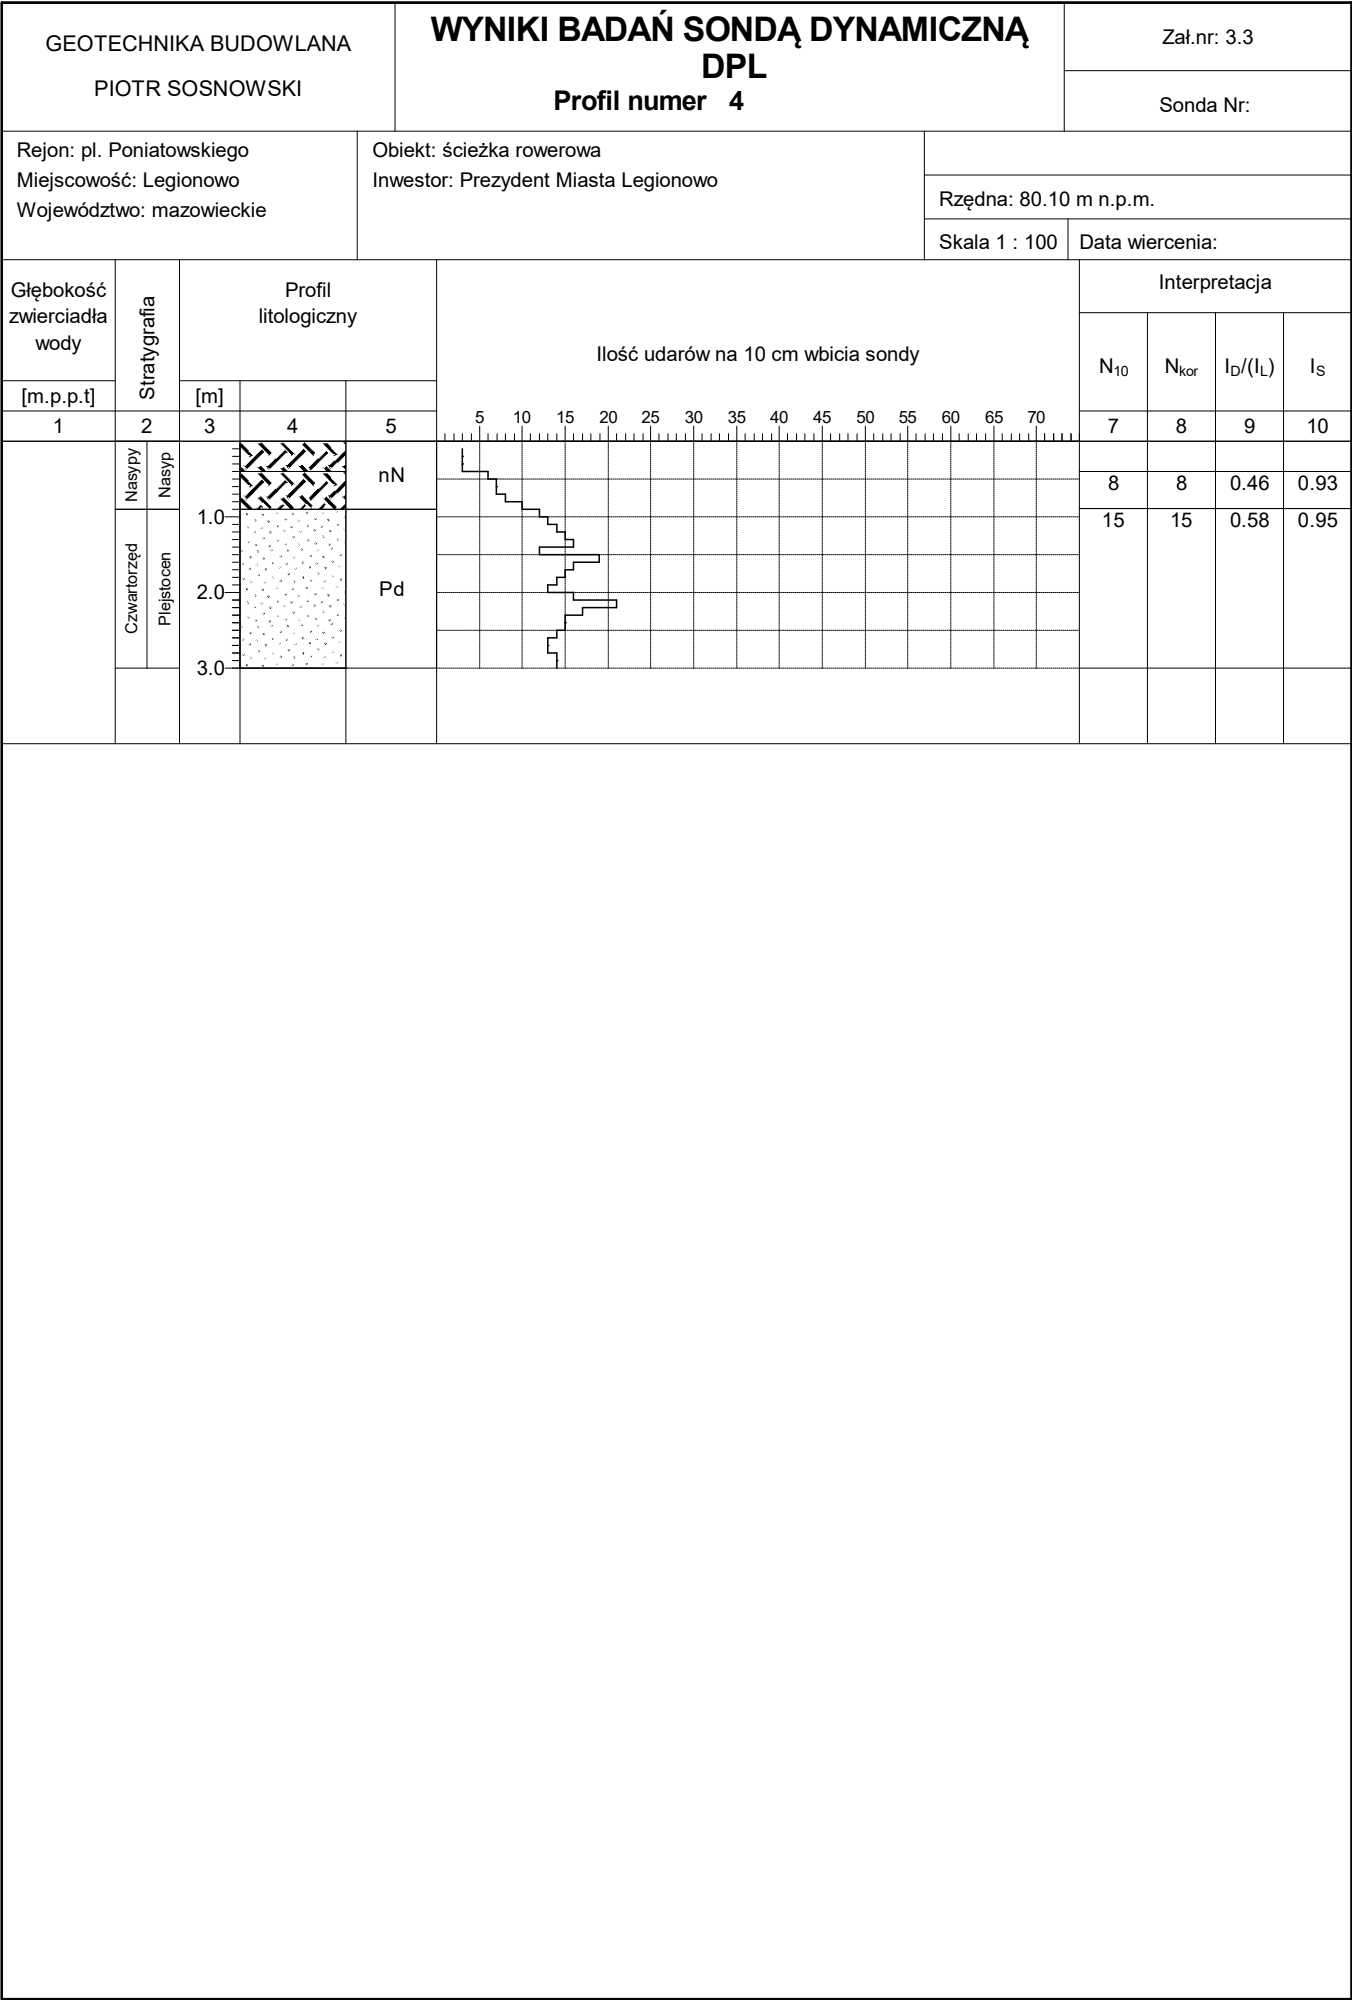 GEOTECHNIKA BUDOWLANA
PIOTR SOSNOWSKI
WYNIKI BADAŃ SONDĄ DYNAMICZNĄ
DPL
Profil numer 4
Zał.nr: 3.3
Sonda Nr:
Rejon: pl. Poniatowskiego
Miejscowość: Legionowo
Województwo: mazowieckie
Obiekt: ścieżka rowerowa
Inwestor: Prezydent Miasta Legionowo
Rzędna: 80.10 m n.p.m.
Skala 1 : 100
Data wiercenia:
Głębokość
zwierciadła
wody
[m.p.p.t]
Stratygrafia
Profil
litologiczny
[m]
Ilość udarów na 10 cm wbicia sondy
Interpretacja
N10
Nkor
ID/(IL)
IS
5 10 15 20 25 30 35 40 45 50 55 60 65 70
1 2 3 4 5 7 8 9 10
Nasypy
Nasyp
nN
8 8 0.46 0.93
1.0
15 15 0.58 0.95
Czwartorzęd
Plejstocen
2.0
Pd
3.0